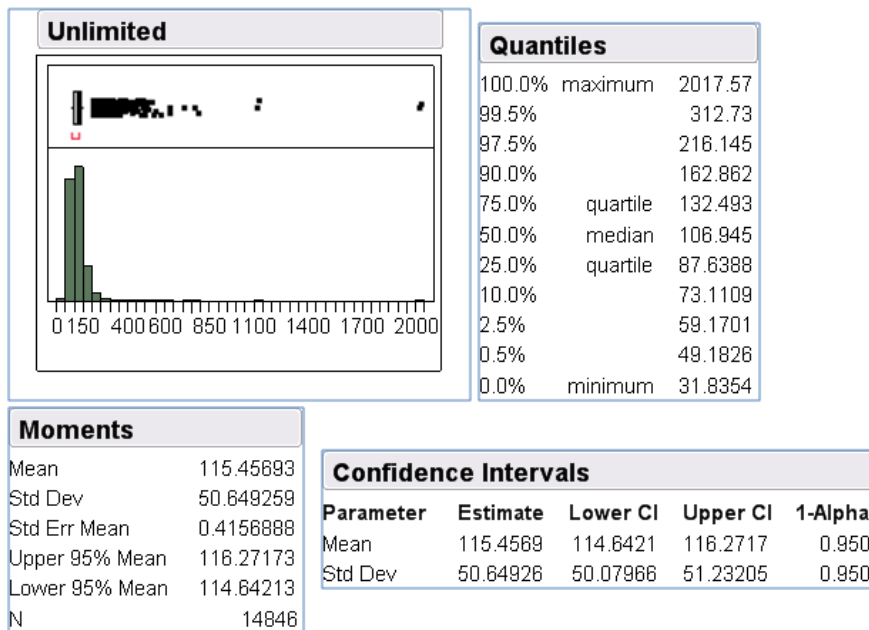 Unlimited
0 150 400 600 850 1100 1400 1700 2000
Quantiles
100.0% maximum 2017.57
99.5% 312.73
97.5% 216.145
90.0% 162.862
75.0% quartile 132.493
50.0% median 106.945
25.0% quartile 87.6388
10.0% 73.1109
2.5% 59.1701
0.5% 49.1826
0.0% minimum 31.8354
Moments
Mean 115.45693
Std Dev 50.649259
Std Err Mean 0.4156888
Upper 95% Mean 116.27173
Lower 95% Mean 114.64213
N 14846
Confidence Intervals
Parameter Estimate Lower CI Upper CI 1-Alpha
Mean 115.4569 114.6421 116.2717 0.950
Std Dev 50.64926 50.07966 51.23205 0.950